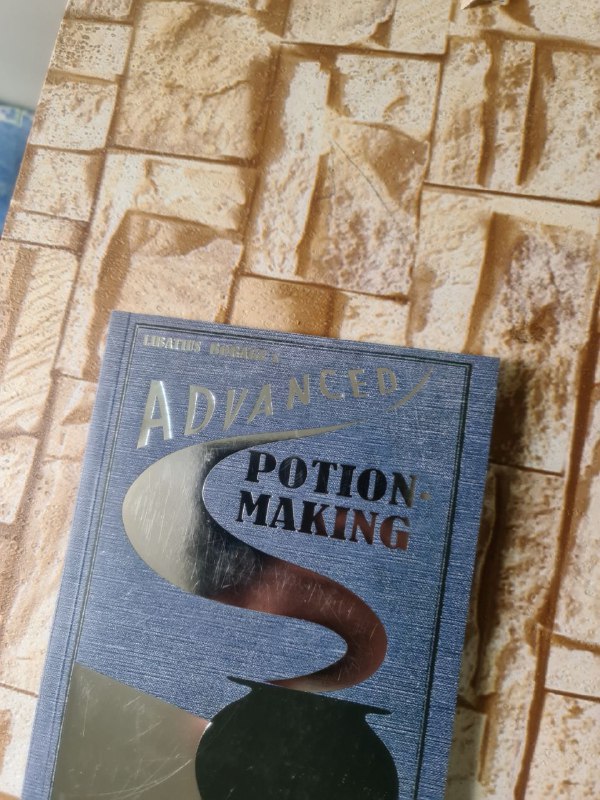 LIBATIUS BORAGE'S
ADVANCED
POTION-
MAKING